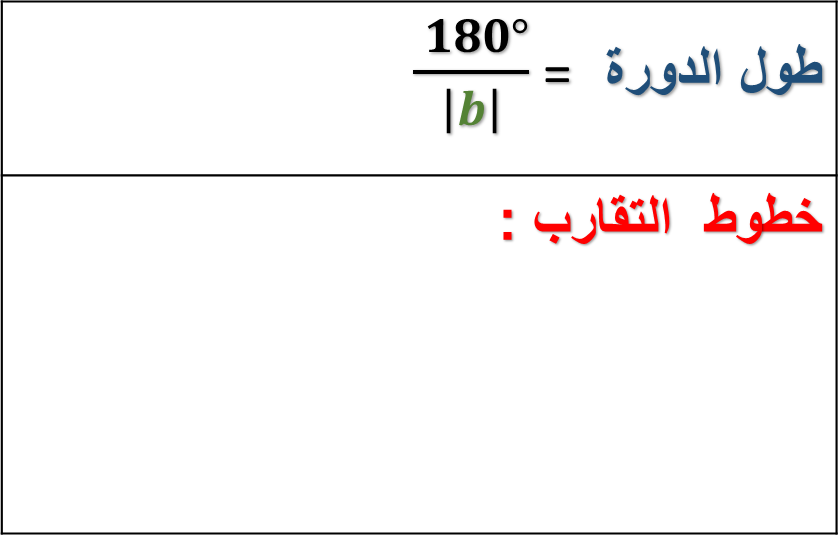 طول الدورة = 180° / |b|
خطوط التقارب :